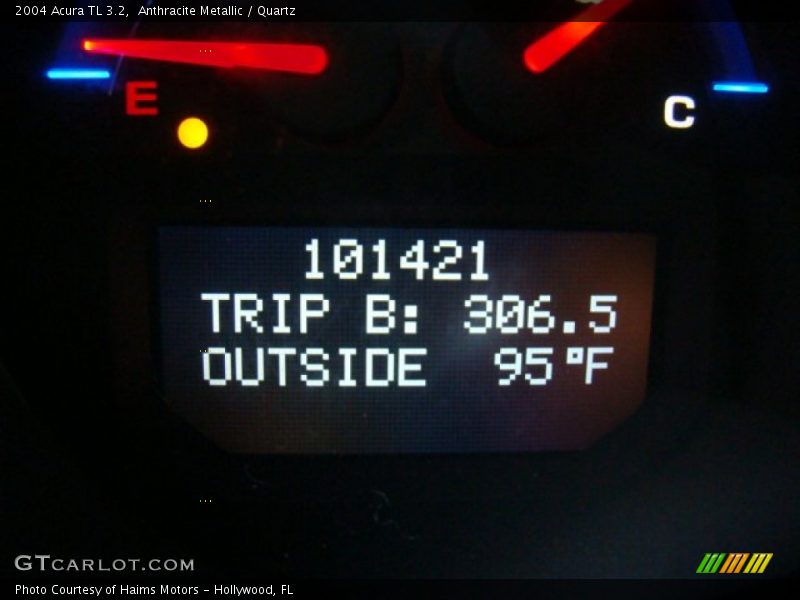 2004 Acura TL 3.2,  Anthracite Metallic / Quartz
E
C
101421
TRIP B: 306.5
OUTSIDE 95°F
GTCARLOT.COM
Photo Courtesy of Haims Motors - Hollywood, FL